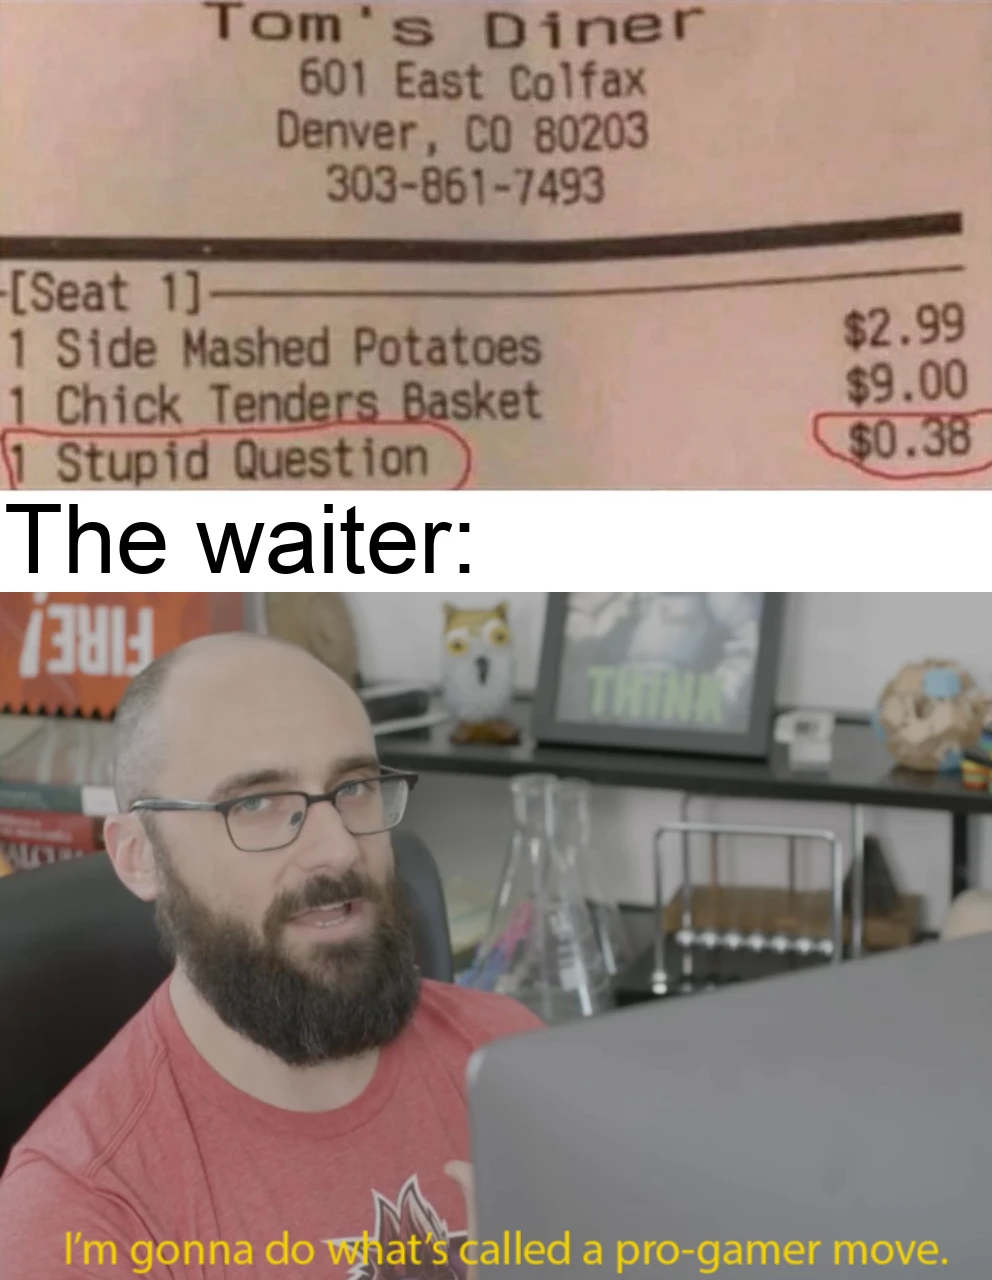 Tom's Diner
601 East Colfax
Denver, CO 80203
303-861-7493
[Seat 1]
1 Side Mashed Potatoes $2.99
1 Chick Tenders Basket $9.00
1 Stupid Question $0.38
The waiter:
FIRE!
THINK
I'm gonna do what's called a pro-gamer move.